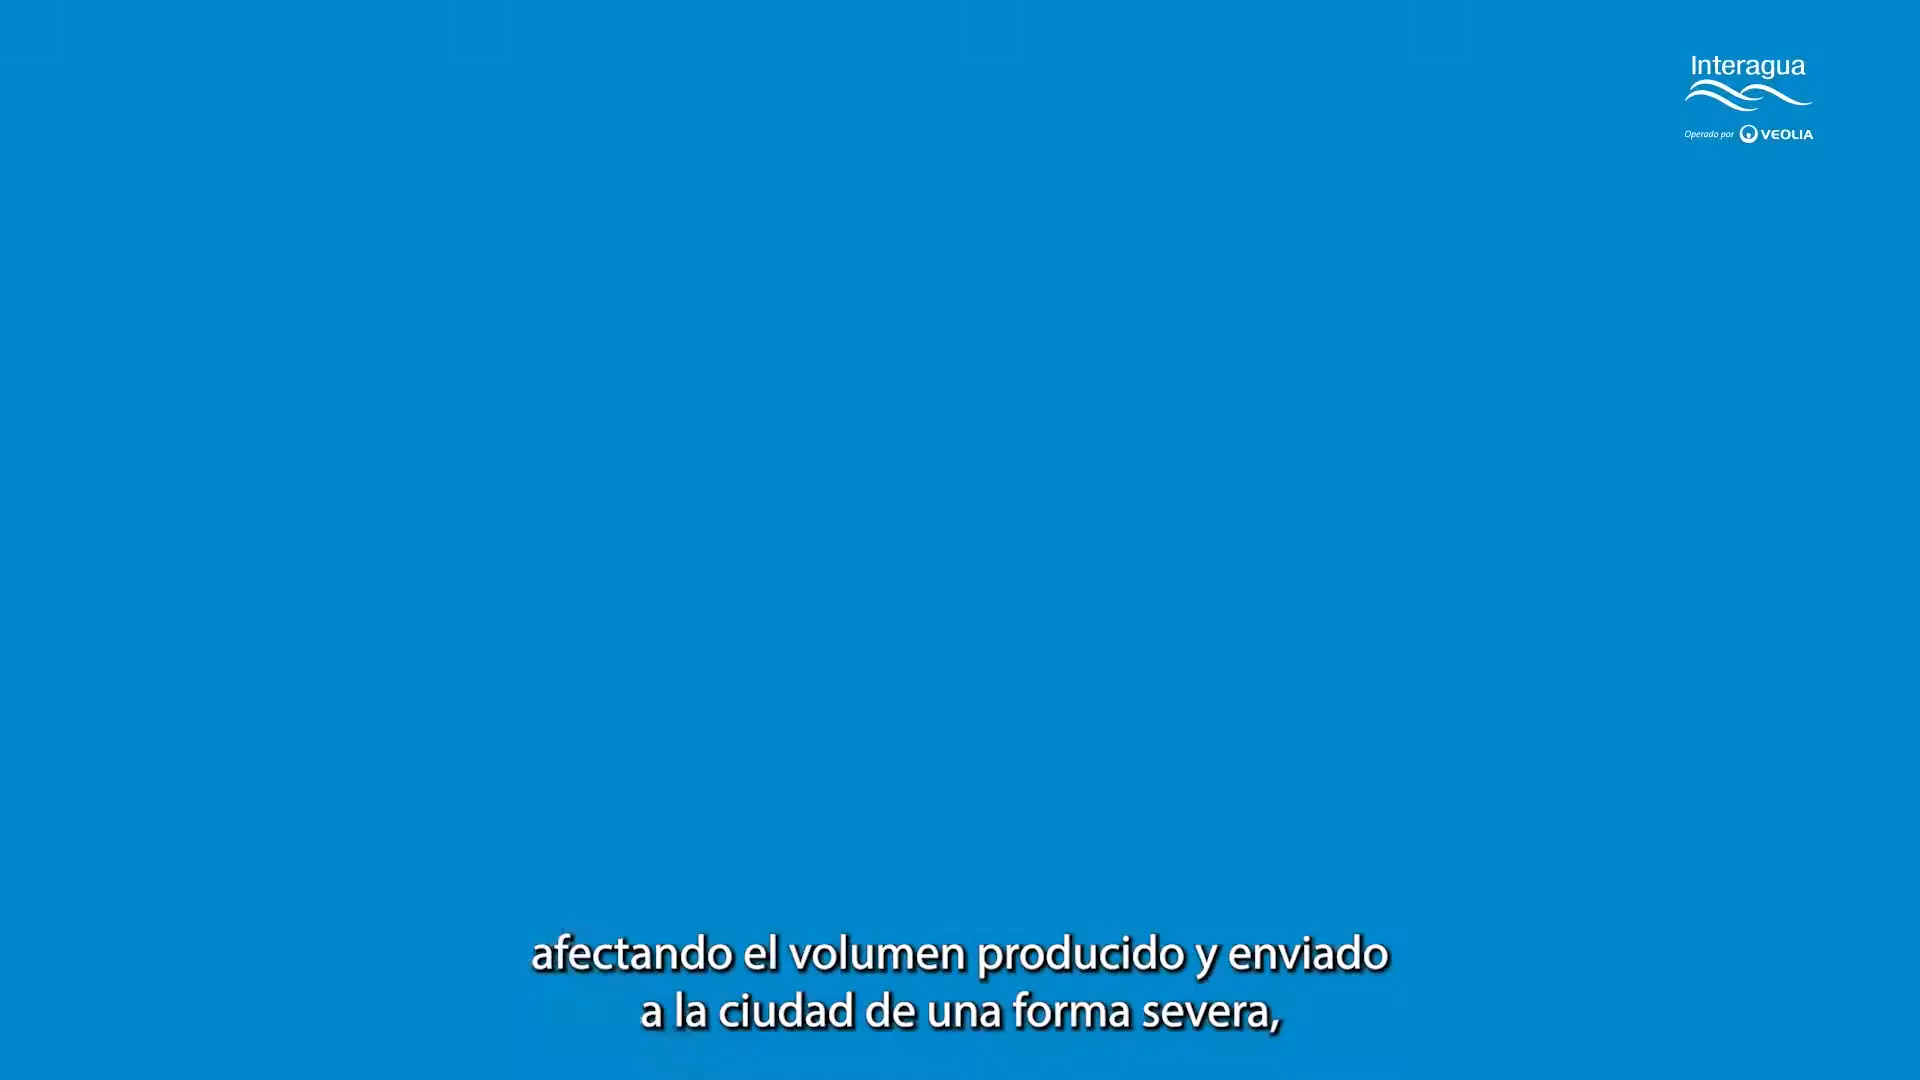 Interagua
Operado por VEOLIA
afectando el volumen producido y enviado
a la ciudad de una forma severa,